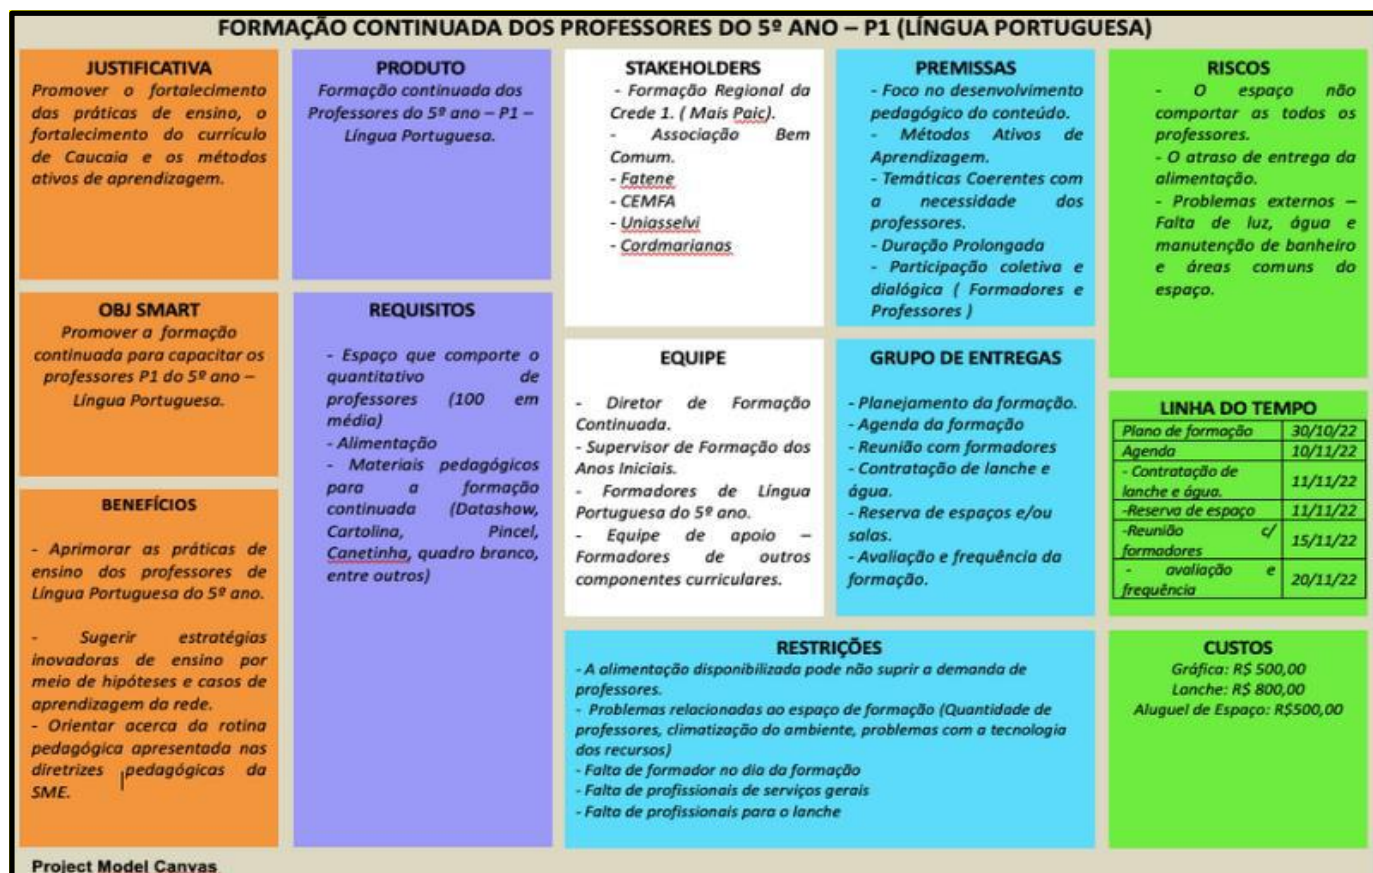 FORMAÇÃO CONTINUADA DOS PROFESSORES DO 5º ANO – P1 (LÍNGUA PORTUGUESA)
JUSTIFICATIVA
Promover o fortalecimento
das práticas de ensino, o
fortalecimento do currículo
de Caucaia e os métodos
ativos de aprendizagem.
OBJ SMART
Promover a formação
continuada para capacitar os
professores P1 do 5º ano –
Língua Portuguesa.
BENEFÍCIOS
- Aprimorar as práticas de
ensino dos professores de
Língua Portuguesa do 5º ano.
- Sugerir estratégias
inovadoras de ensino por
meio de hipóteses e casos de
aprendizagem da rede.
- Orientar acerca da rotina
pedagógica apresentada nas
diretrizes pedagógicas da
SME.
PRODUTO
Formação continuada dos
Professores do 5º ano – P1 –
Língua Portuguesa.
REQUISITOS
- Espaço que comporte o
quantitativo de
professores (100 em
média)
- Alimentação
- Materiais pedagógicos
para a formação
continuada (Datashow,
Cartolina, Pincel,
Canetinha, quadro branco,
entre outros)
STAKEHOLDERS
- Formação Regional da
Crede 1. ( Mais Paic).
- Associação Bem
Comum.
- Fatene
- CEMFA
- Uniasselvi
- Cordmarianas
EQUIPE
- Diretor de Formação
Continuada.
- Supervisor de Formação dos
Anos Iniciais.
- Formadores de Língua
Portuguesa do 5º ano.
- Equipe de apoio –
Formadores de outros
componentes curriculares.
PREMISSAS
- Foco no desenvolvimento
pedagógico do conteúdo.
- Métodos Ativos de
Aprendizagem.
- Temáticas Coerentes com
a necessidade dos
professores.
- Duração Prolongada
- Participação coletiva e
dialógica ( Formadores e
Professores )
GRUPO DE ENTREGAS
- Planejamento da formação.
- Agenda da formação
- Reunião com formadores
- Contratação de lanche e
água.
- Reserva de espaços e/ou
salas.
- Avaliação e frequência da
formação.
RESTRIÇÕES
- A alimentação disponibilizada pode não suprir a demanda de
professores.
- Problemas relacionadas ao espaço de formação (Quantidade de
professores, climatização do ambiente, problemas com a tecnologia
dos recursos)
- Falta de formador no dia da formação
- Falta de profissionais de serviços gerais
- Falta de profissionais para o lanche
RISCOS
- O espaço não
comportar as todos os
professores.
- O atraso de entrega da
alimentação.
- Problemas externos –
Falta de luz, água e
manutenção de banheiro
e áreas comuns do
espaço.
LINHA DO TEMPO
Plano de formação 30/10/22
Agenda 10/11/22
- Contratação de
lanche e água. 11/11/22
-Reserva de espaço 11/11/22
-Reunião c/
formadores 15/11/22
- avaliação e
frequência 20/11/22
CUSTOS
Gráfica: R$ 500,00
Lanche: R$ 800,00
Aluguel de Espaço: R$500,00
Project Model Canvas